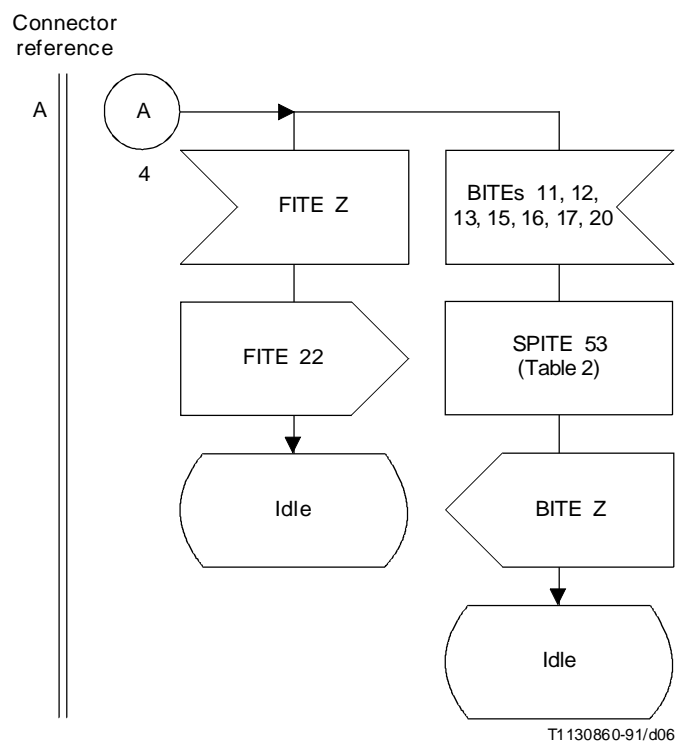 Connector
reference
A
A
4
FITE Z
BITEs 11, 12,
13, 15, 16, 17, 20
FITE 22
SPITE 53
(Table 2)
Idle
BITE Z
Idle
T1130860-91/d06